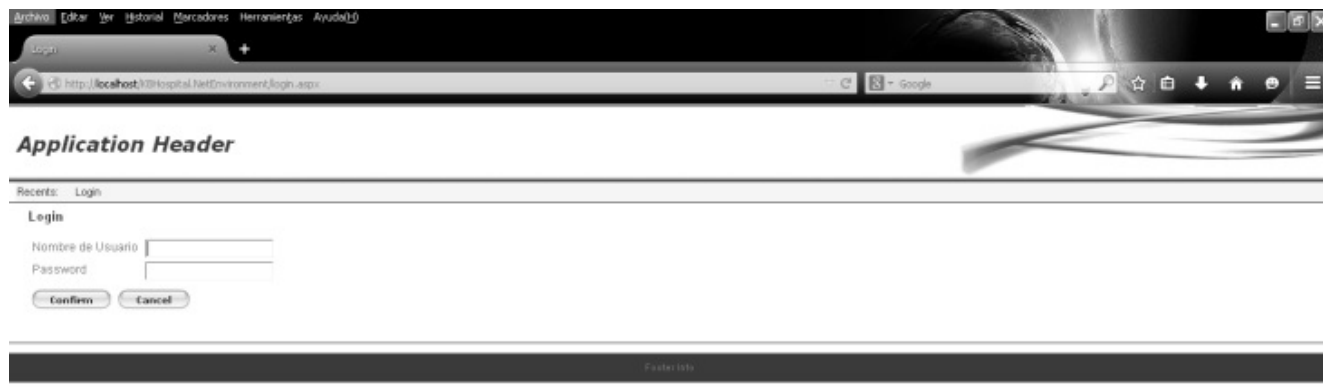 Archivo Editar Ver Historial Marcadores Herramientas Ayuda(H)
Login
http://localhost/KBHospital.NetEnvironment/login.aspx
Google
Application Header
Recents: Login
Login
Nombre de Usuario
Password
Confirm Cancel
Footer Info